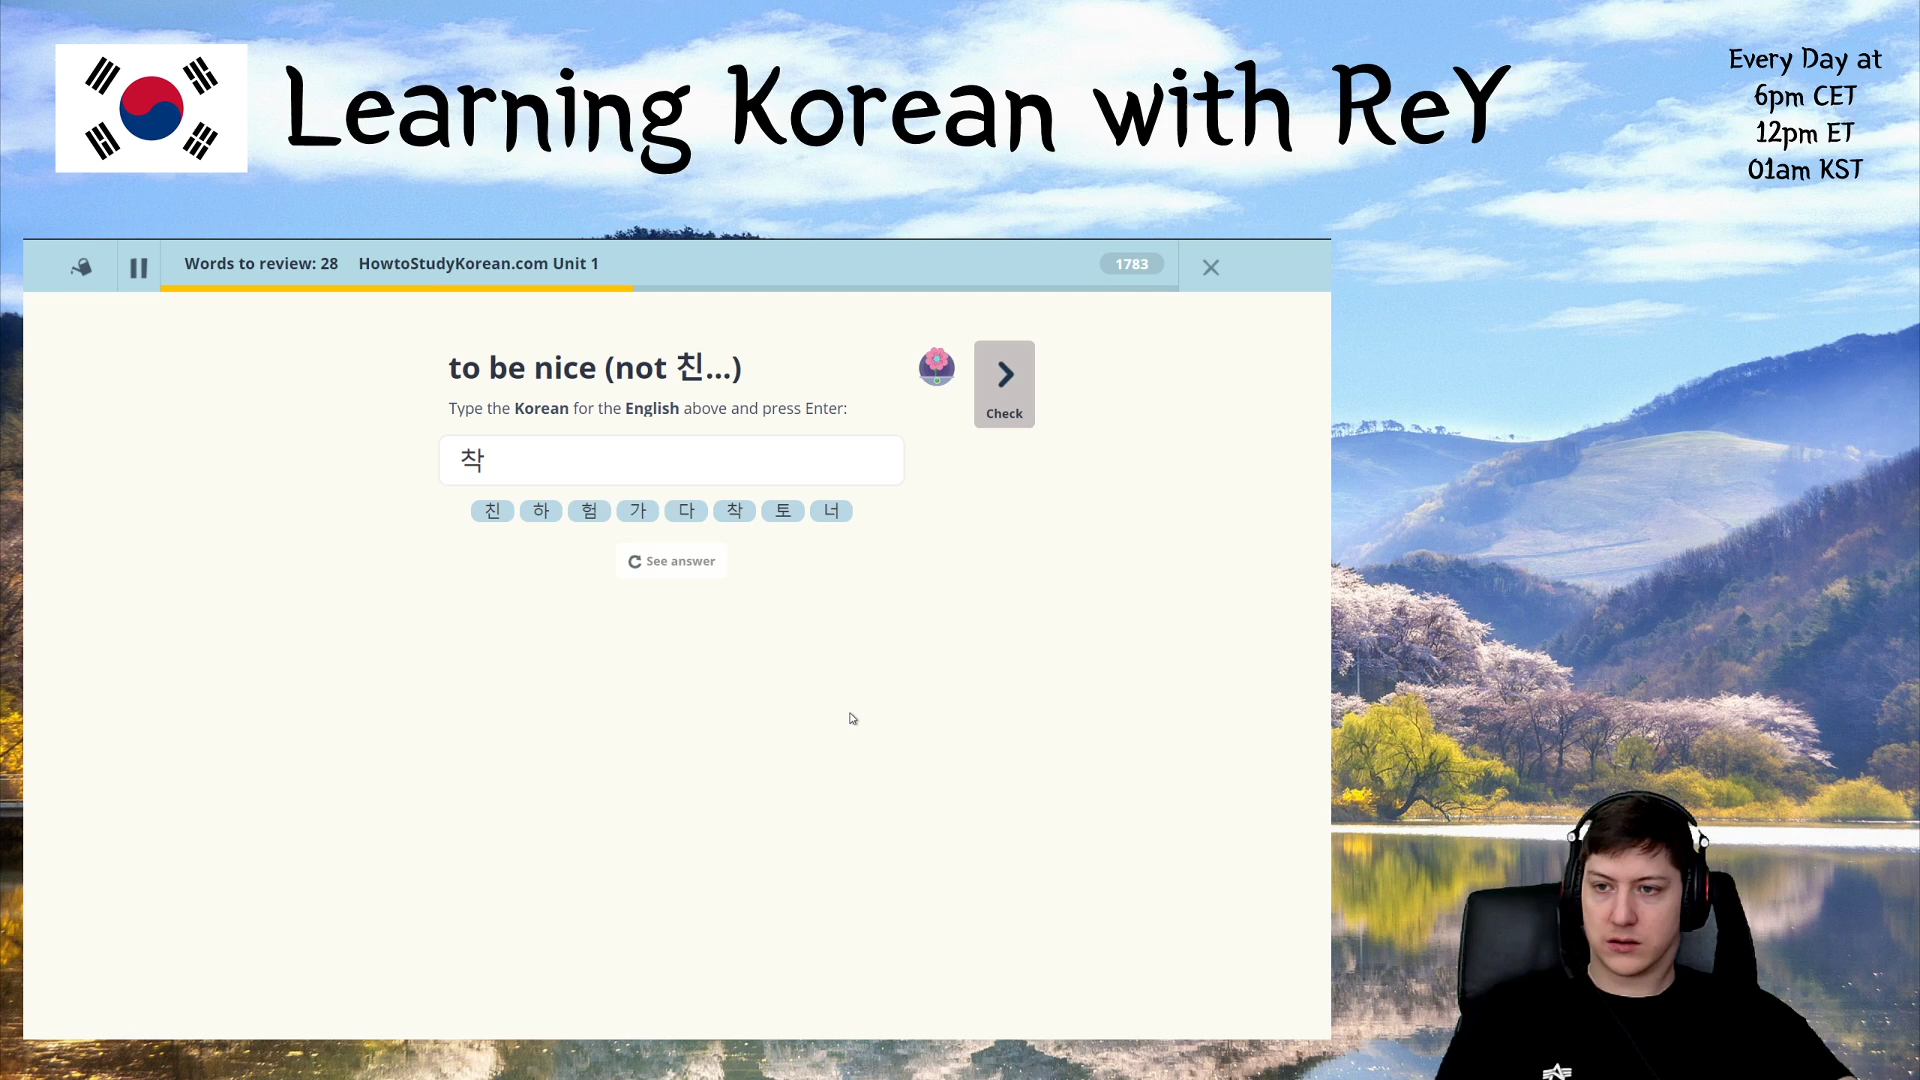 Learning Korean with ReY
Every Day at
6pm CET
12pm ET
01am KST
Words to review: 28 HowtoStudyKorean.com Unit 1
1783
to be nice (not 친...)
Check
Type the Korean for the English above and press Enter:
착
친 하 험 가 다 착 토 너
See answer